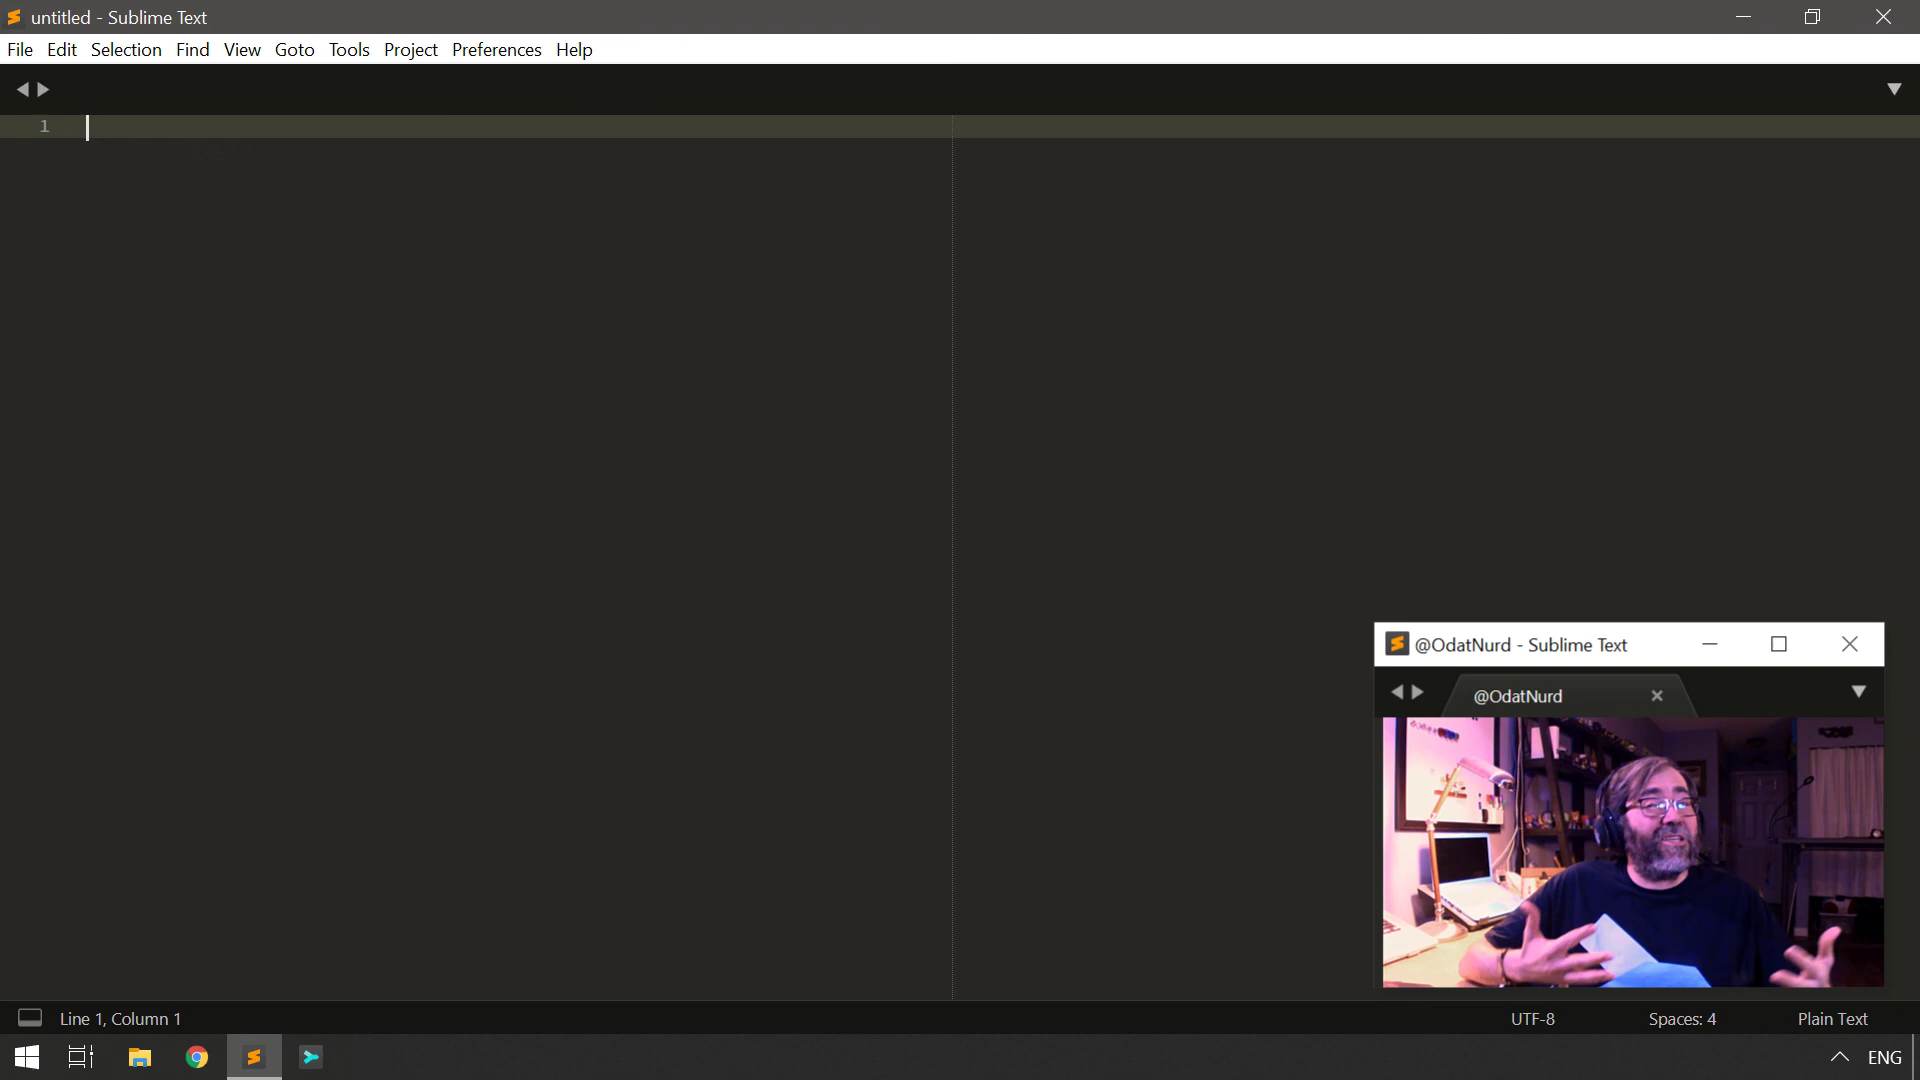 untitled - Sublime Text
File Edit Selection Find View Goto Tools Project Preferences Help
1
@OdatNurd - Sublime Text
@OdatNurd
Line 1, Column 1
UTF-8
Spaces: 4
Plain Text
ENG